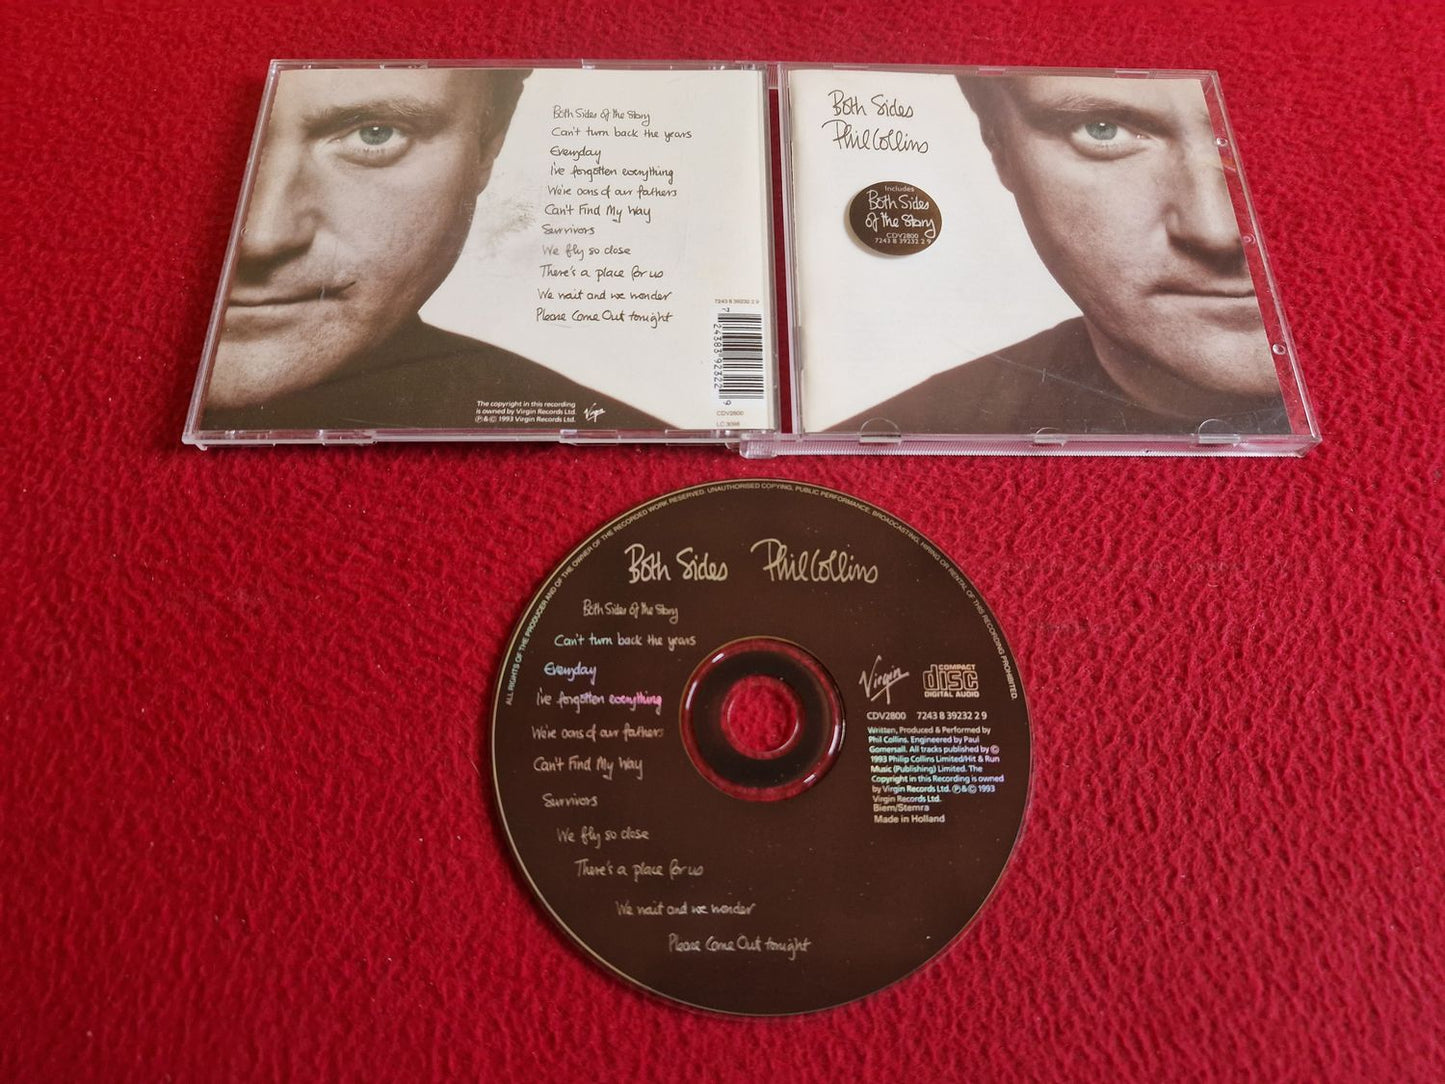 Both Sides of the Story
Can't turn back the years
Everyday
I've forgotten everything
We're sons of our fathers
Can't Find My Way
Survivors
We fly so close
There's a place for us
We wait and we wonder
Please Come Out tonight
7243 8 39232 2 9
7 24383 92322 9
CDV2800
LC 3098
The copyright in this recording
is owned by Virgin Records Ltd.
℗ & © 1993 Virgin Records Ltd.
Virgin
Both Sides
Phil Collins
Includes
Both Sides
of the Story
CDV2800
7243 8 39232 2 9
ALL RIGHTS OF THE PRODUCER AND OF THE OWNER OF THE RECORDED WORK RESERVED. UNAUTHORISED COPYING, PUBLIC PERFORMANCE, BROADCASTING, HIRING OR RENTAL OF THIS RECORDING PROHIBITED.
Both Sides Phil Collins
Both Sides of the Story
Can't turn back the years
Everyday
I've forgotten everything
We're sons of our fathers
Can't Find My Way
Survivors
We fly so close
There's a place for us
We wait and we wonder
Please Come Out tonight
Virgin
COMPACT
disc
DIGITAL AUDIO
CDV2800 7243 8 39232 2 9
Written, Produced & Performed by
Phil Collins. Engineered by Paul
Gomersall. All tracks published by ©
1993 Philip Collins Limited/Hit & Run
Music (Publishing) Limited. The
Copyright in this Recording is owned
by Virgin Records Ltd. ℗ & © 1993
Virgin Records Ltd.
Biem/Stemra
Made in Holland